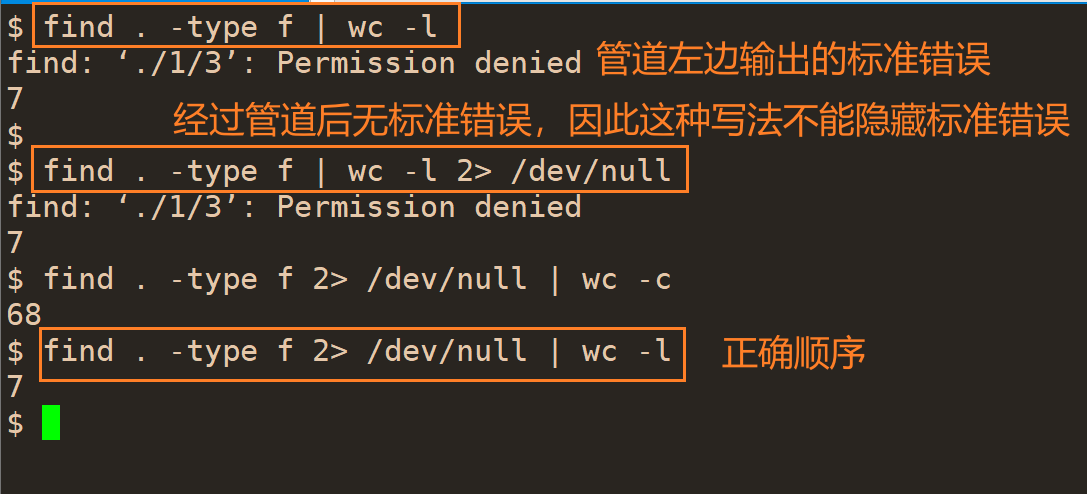 $ find . -type f | wc -l
find: ‘./1/3’: Permission denied 管道左边输出的标准错误
7
$ 经过管道后无标准错误，因此这种写法不能隐藏标准错误
$ find . -type f | wc -l 2> /dev/null
find: ‘./1/3’: Permission denied
7
$ find . -type f 2> /dev/null | wc -c
68
$ find . -type f 2> /dev/null | wc -l 正确顺序
7
$